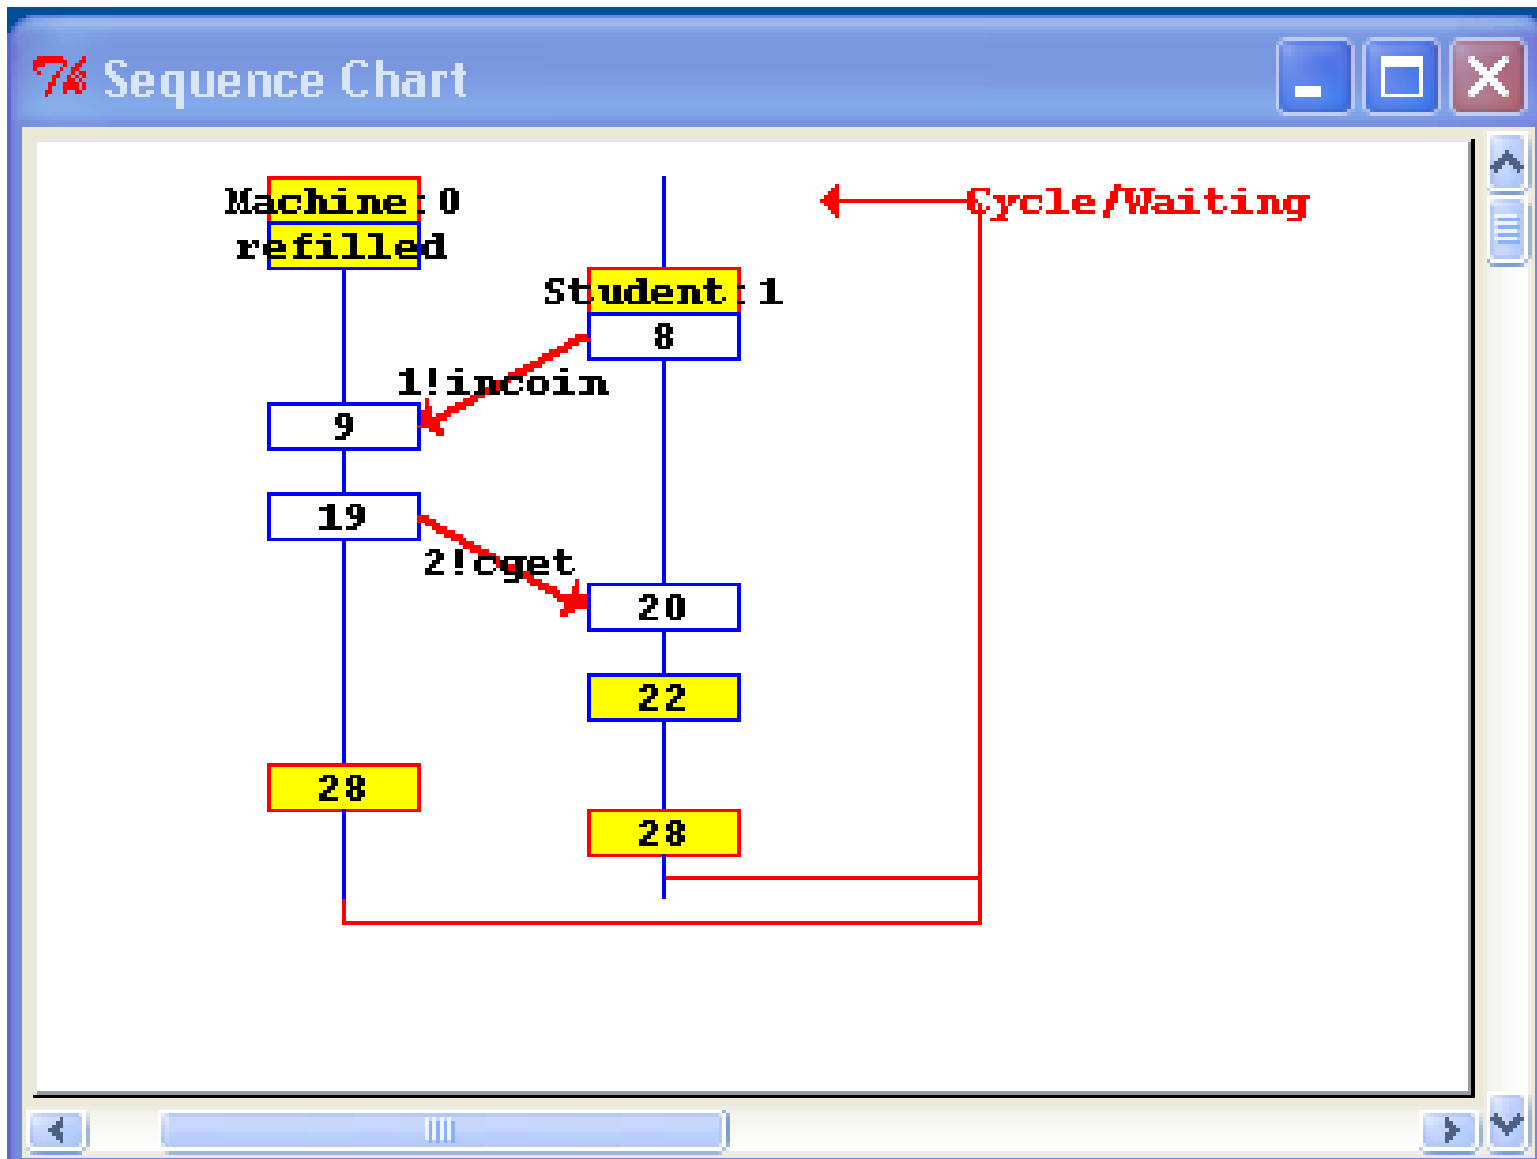 Sequence Chart
Machine:0
Cycle/Waiting
refilled
Student:1
8
1!incoin
9
19
2!cget
20
22
28
28